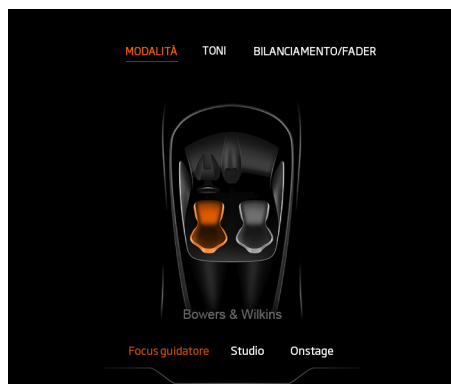 MODALITÀ TONI BILANCIAMENTO/FADER
Bowers & Wilkins
Focus guidatore Studio Onstage